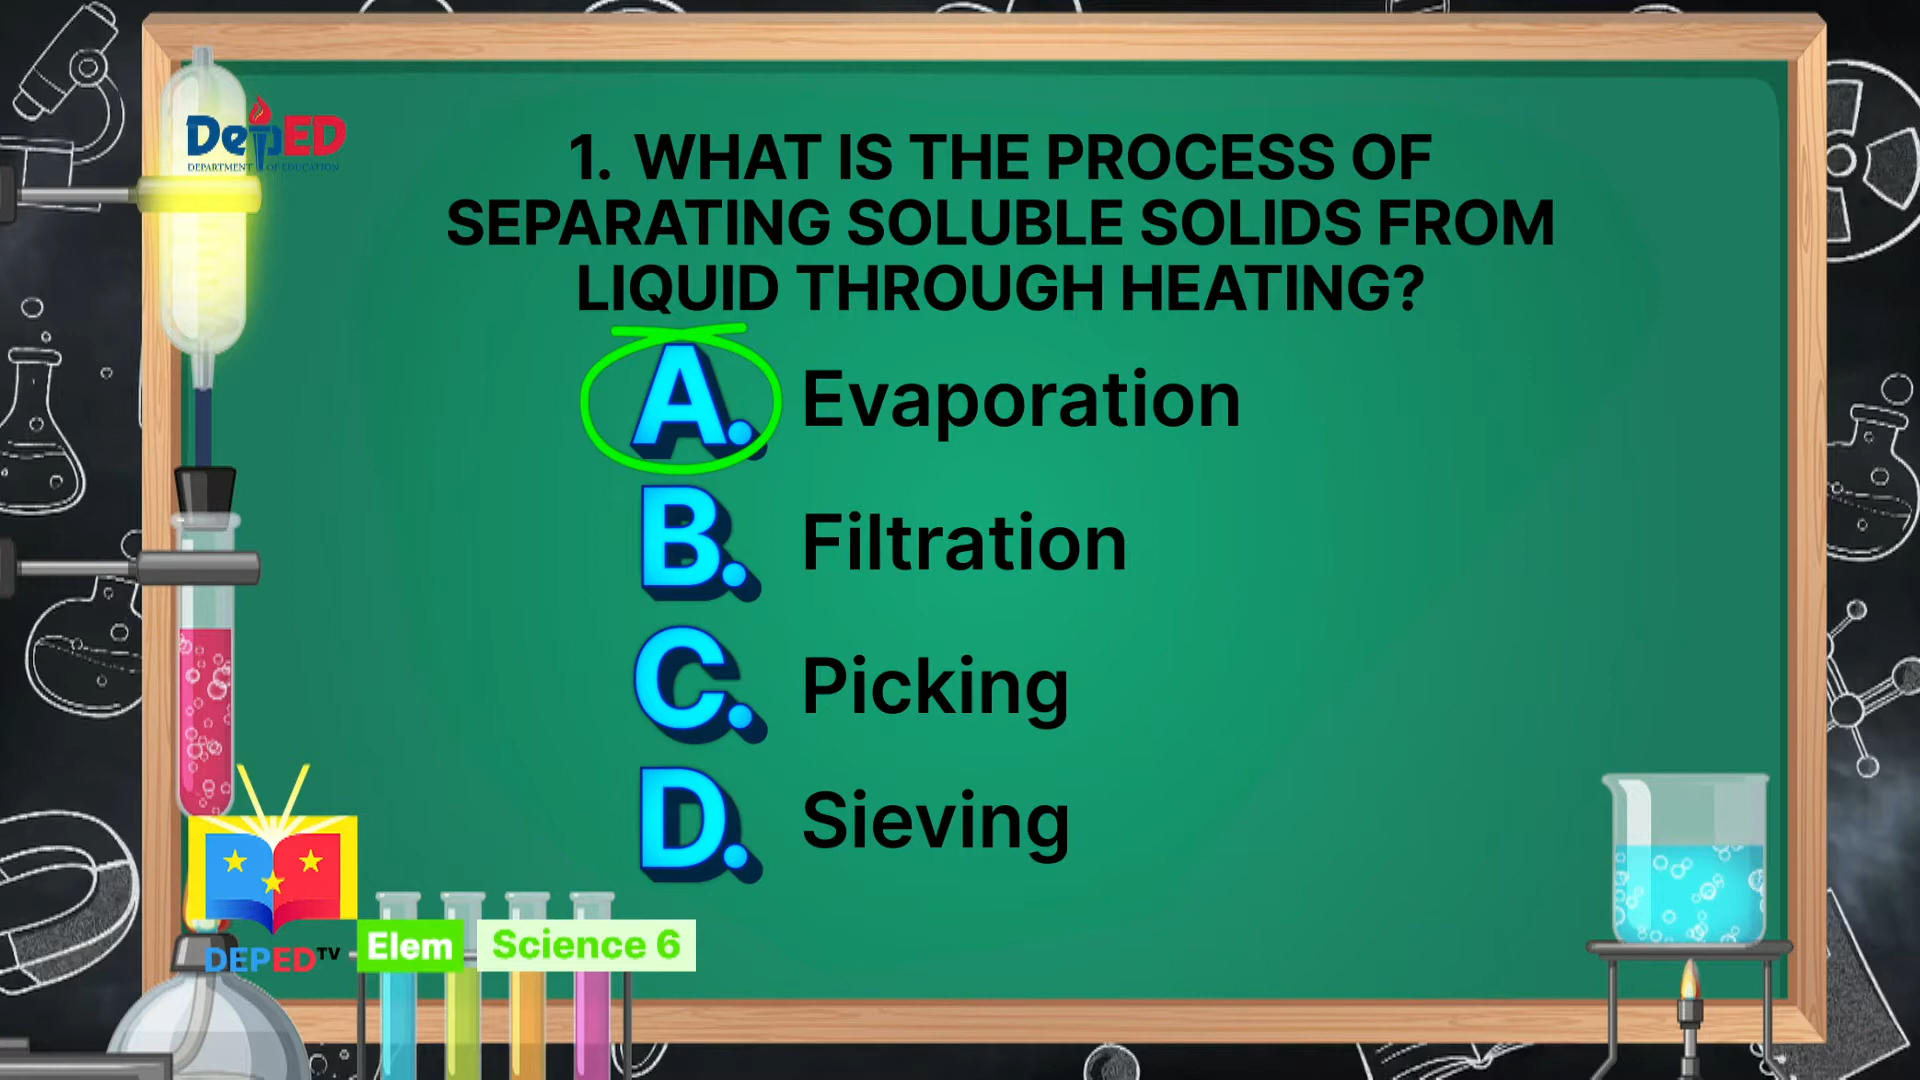 DepED
DEPARTMENT OF EDUCATION
1. WHAT IS THE PROCESS OF
SEPARATING SOLUBLE SOLIDS FROM
LIQUID THROUGH HEATING?
A. Evaporation
B. Filtration
C. Picking
D. Sieving
DEPED TV
Elem
Science 6